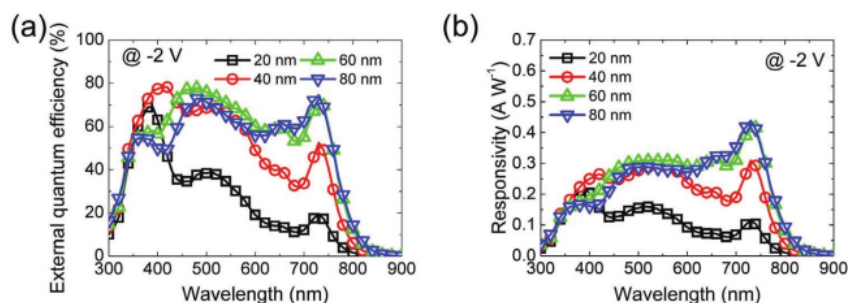 (a)
External quantum efficiency (%)
100
80
60
40
20
0
@ -2 V
20 nm
40 nm
60 nm
80 nm
300 400 500 600 700 800 900
Wavelength (nm)
(b)
Responsivity (A W⁻¹)
0.7
0.6
0.5
0.4
0.3
0.2
0.1
0.0
20 nm
40 nm
60 nm
80 nm
@ -2 V
300 400 500 600 700 800 900
Wavelength (nm)